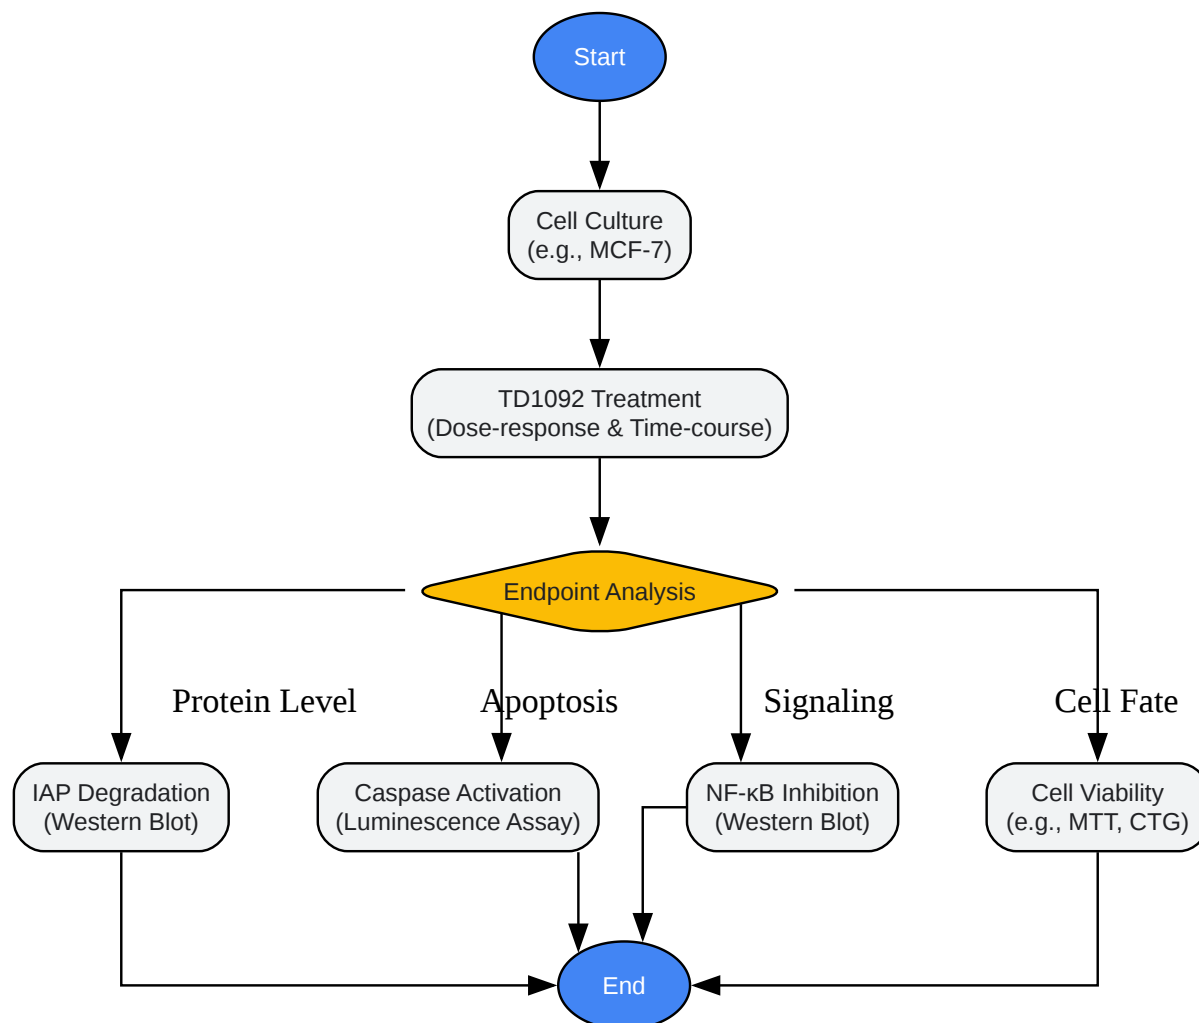 Start
Cell Culture
(e.g., MCF-7)
TD1092 Treatment
(Dose-response & Time-course)
Endpoint Analysis
Protein Level
Apoptosis
Signaling
Cell Fate
IAP Degradation
(Western Blot)
Caspase Activation
(Luminescence Assay)
NF-κB Inhibition
(Western Blot)
Cell Viability
(e.g., MTT, CTG)
End